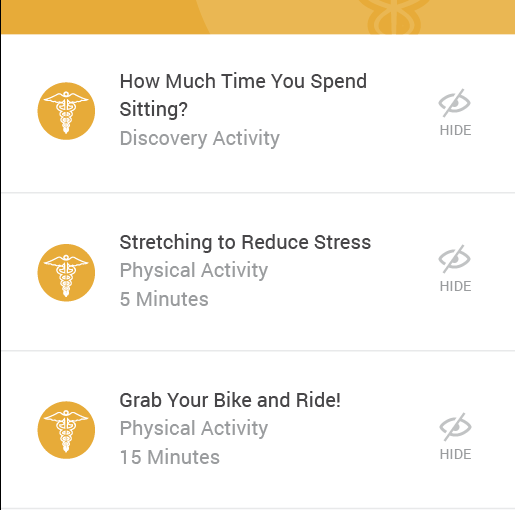 How Much Time You Spend
Sitting?
Discovery Activity
HIDE
Stretching to Reduce Stress
Physical Activity
5 Minutes
HIDE
Grab Your Bike and Ride!
Physical Activity
15 Minutes
HIDE